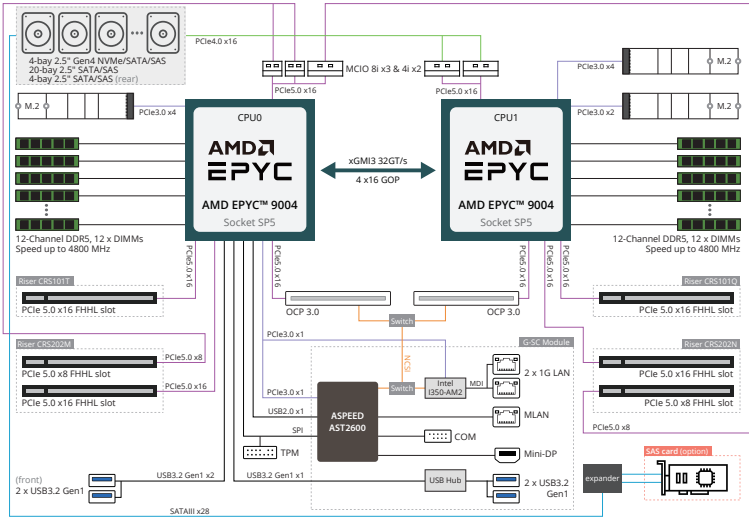 PCIe4.0 x16
4-bay 2.5" Gen4 NVMe/SATA/SAS
20-bay 2.5" SATA/SAS
4-bay 2.5" SATA/SAS (rear)
MCIO 8i x3 & 4i x2
PCIe5.0 x16
PCIe5.0 x16
PCIe3.0 x4
M.2
M.2
PCIe3.0 x4
PCIe3.0 x2
M.2
CPU0
AMD
EPYC
AMD EPYC™ 9004
Socket SP5
xGMI3 32GT/s
4 x16 GOP
CPU1
AMD
EPYC
AMD EPYC™ 9004
Socket SP5
12-Channel DDR5, 12 x DIMMs
Speed up to 4800 MHz
12-Channel DDR5, 12 x DIMMs
Speed up to 4800 MHz
PCIe5.0 x16
PCIe5.0 x16
PCIe5.0 x16
PCIe5.0 x16
PCIe5.0 x16
PCIe5.0 x16
Riser CRS101T
PCIe 5.0 x16 FHHL slot
OCP 3.0
OCP 3.0
Riser CRS101Q
PCIe 5.0 x16 FHHL slot
Switch
PCIe3.0 x1
G-SC Module
NCSI
Riser CRS202M
PCIe5.0 x8
PCIe 5.0 x8 FHHL slot
PCIe5.0 x16
PCIe 5.0 x16 FHHL slot
Riser CRS202N
PCIe 5.0 x16 FHHL slot
PCIe 5.0 x8 FHHL slot
PCIe5.0 x8
PCIe3.0 x1
Switch
Intel
I350-AM2
MDI
2 x 1G LAN
USB2.0 x1
ASPEED
AST2600
MLAN
SPI
TPM
COM
Mini-DP
SAS card (option)
(front)
2 x USB3.2 Gen1
USB3.2 Gen1 x2
USB3.2 Gen1 x1
USB Hub
2 x USB3.2
Gen1
expander
SATAIII x28